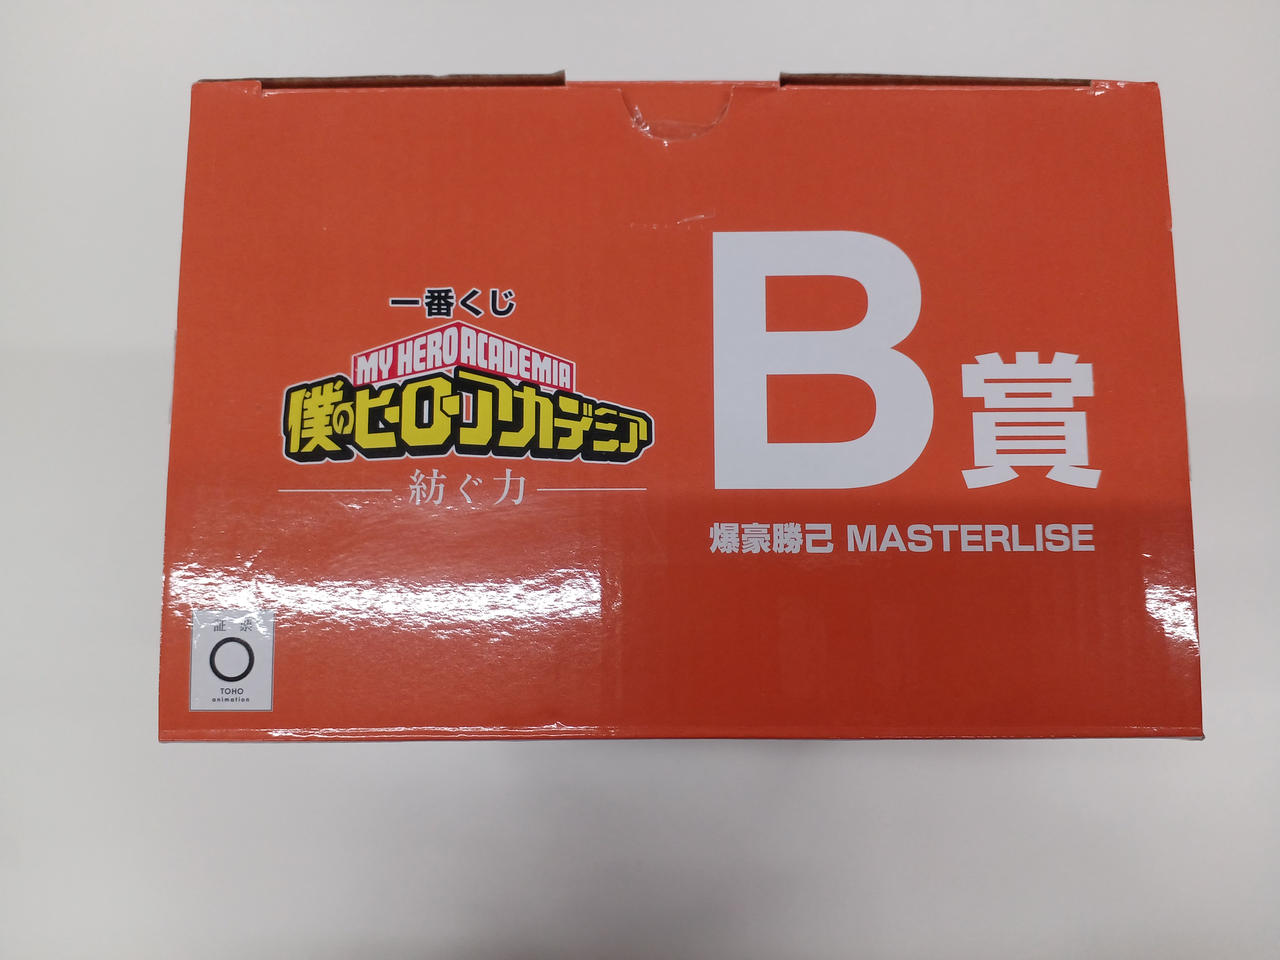 一番くじ
MY HERO ACADEMIA
僕のヒーローアカデミア
紡ぐ力
B賞
爆豪勝己 MASTERLISE
証 紙
TOHO
animation